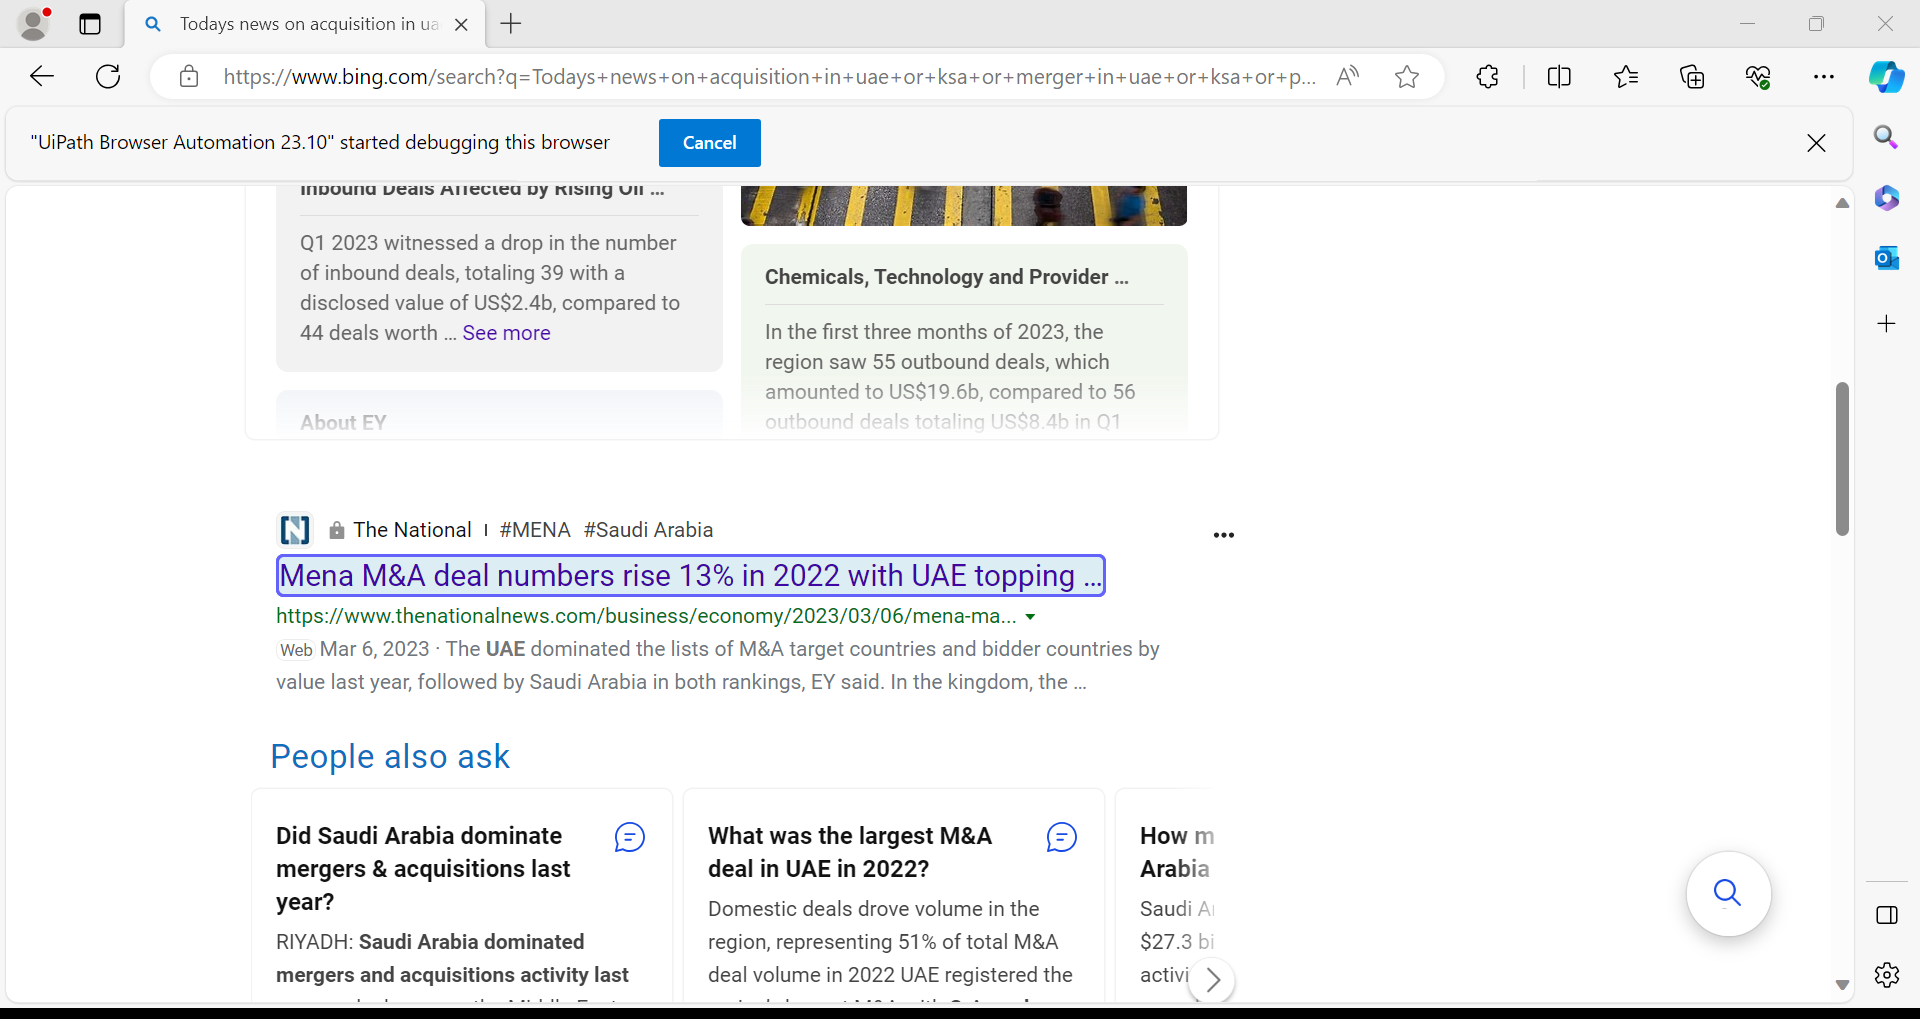 Todays news on acquisition in ua
https://www.bing.com/search?q=Todays+news+on+acquisition+in+uae+or+ksa+or+merger+in+uae+or+ksa+or+p...
"UiPath Browser Automation 23.10" started debugging this browser
Cancel
Inbound Deals Affected by Rising Oil ...
Q1 2023 witnessed a drop in the number
of inbound deals, totaling 39 with a
disclosed value of US$2.4b, compared to
44 deals worth ... See more
About EY
Chemicals, Technology and Provider ...
In the first three months of 2023, the
region saw 55 outbound deals, which
amounted to US$19.6b, compared to 56
outbound deals totaling US$8.4b in Q1
The National | #MENA #Saudi Arabia
Mena M&A deal numbers rise 13% in 2022 with UAE topping ...
https://www.thenationalnews.com/business/economy/2023/03/06/mena-ma...
Web Mar 6, 2023 · The UAE dominated the lists of M&A target countries and bidder countries by
value last year, followed by Saudi Arabia in both rankings, EY said. In the kingdom, the ...
People also ask
Did Saudi Arabia dominate
mergers & acquisitions last
year?
RIYADH: Saudi Arabia dominated
mergers and acquisitions activity last
What was the largest M&A
deal in UAE in 2022?
Domestic deals drove volume in the
region, representing 51% of total M&A
deal volume in 2022 UAE registered the
How m
Arabia
Saudi A
$27.3 bi
activi